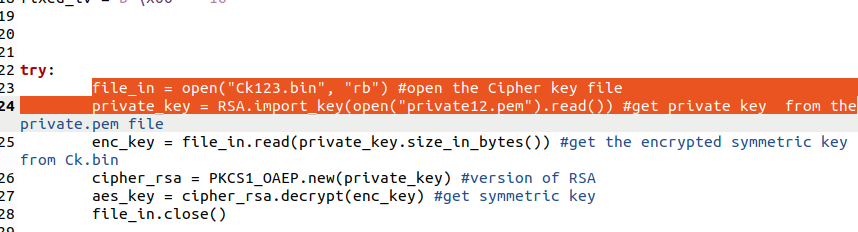 19
20
21
22 try:
23 file_in = open("Ck123.bin", "rb") #open the Cipher key file
24 private_key = RSA.import_key(open("private12.pem").read()) #get private key  from the
private.pem file
25 enc_key = file_in.read(private_key.size_in_bytes()) #get the encrypted symmetric key
from Ck.bin
26 cipher_rsa = PKCS1_OAEP.new(private_key) #version of RSA
27 aes_key = cipher_rsa.decrypt(enc_key) #get symmetric key
28 file_in.close()